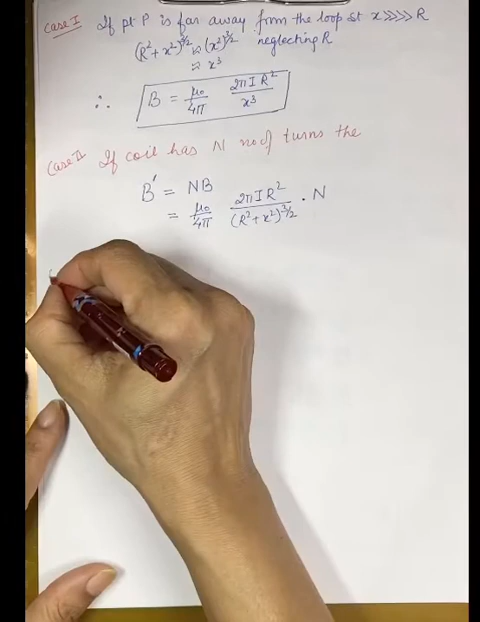 Case I If pt P is far away from the loop st x >>>> R
(R² + x²)^3/2 ≈ (x²)^3/2 neglecting R
≈ x³
∴ B = μ₀/4π 2πIR²/x³
Case II If coil has N no of turns the
B' = NB
= μ₀/4π 2πIR²/(R² + x²)^3/2 . N